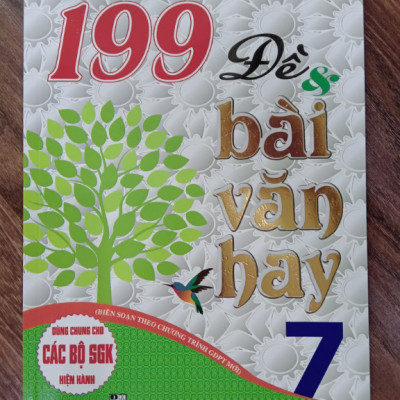 199
Đề &
bài
văn
hay
7
(BIÊN SOẠN THEO CHƯƠNG TRÌNH GDPT MỚI)
DÙNG CHUNG CHO
CÁC BỘ SGK
HIỆN HÀNH